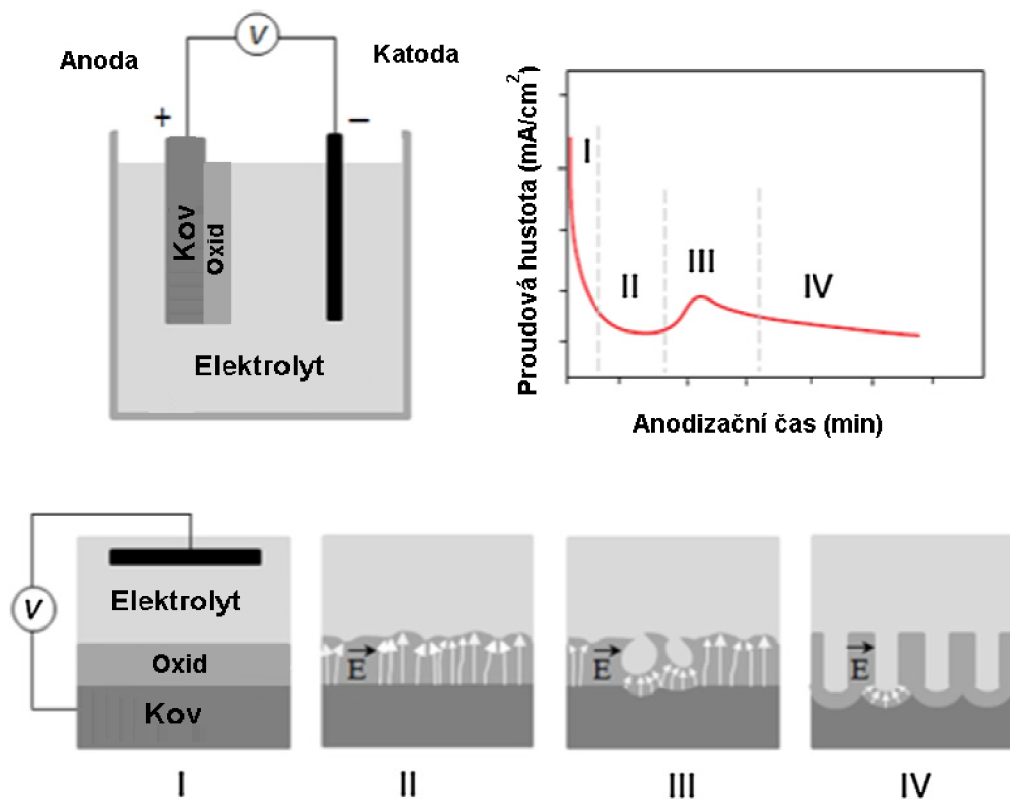 V
Anoda
Katoda
+
−
Kov
Oxid
Elektrolyt
Proudová hustota (mA/cm²)
I
II
III
IV
Anodizační čas (min)
V
Elektrolyt
Oxid
Kov
E
E
E
I
II
III
IV